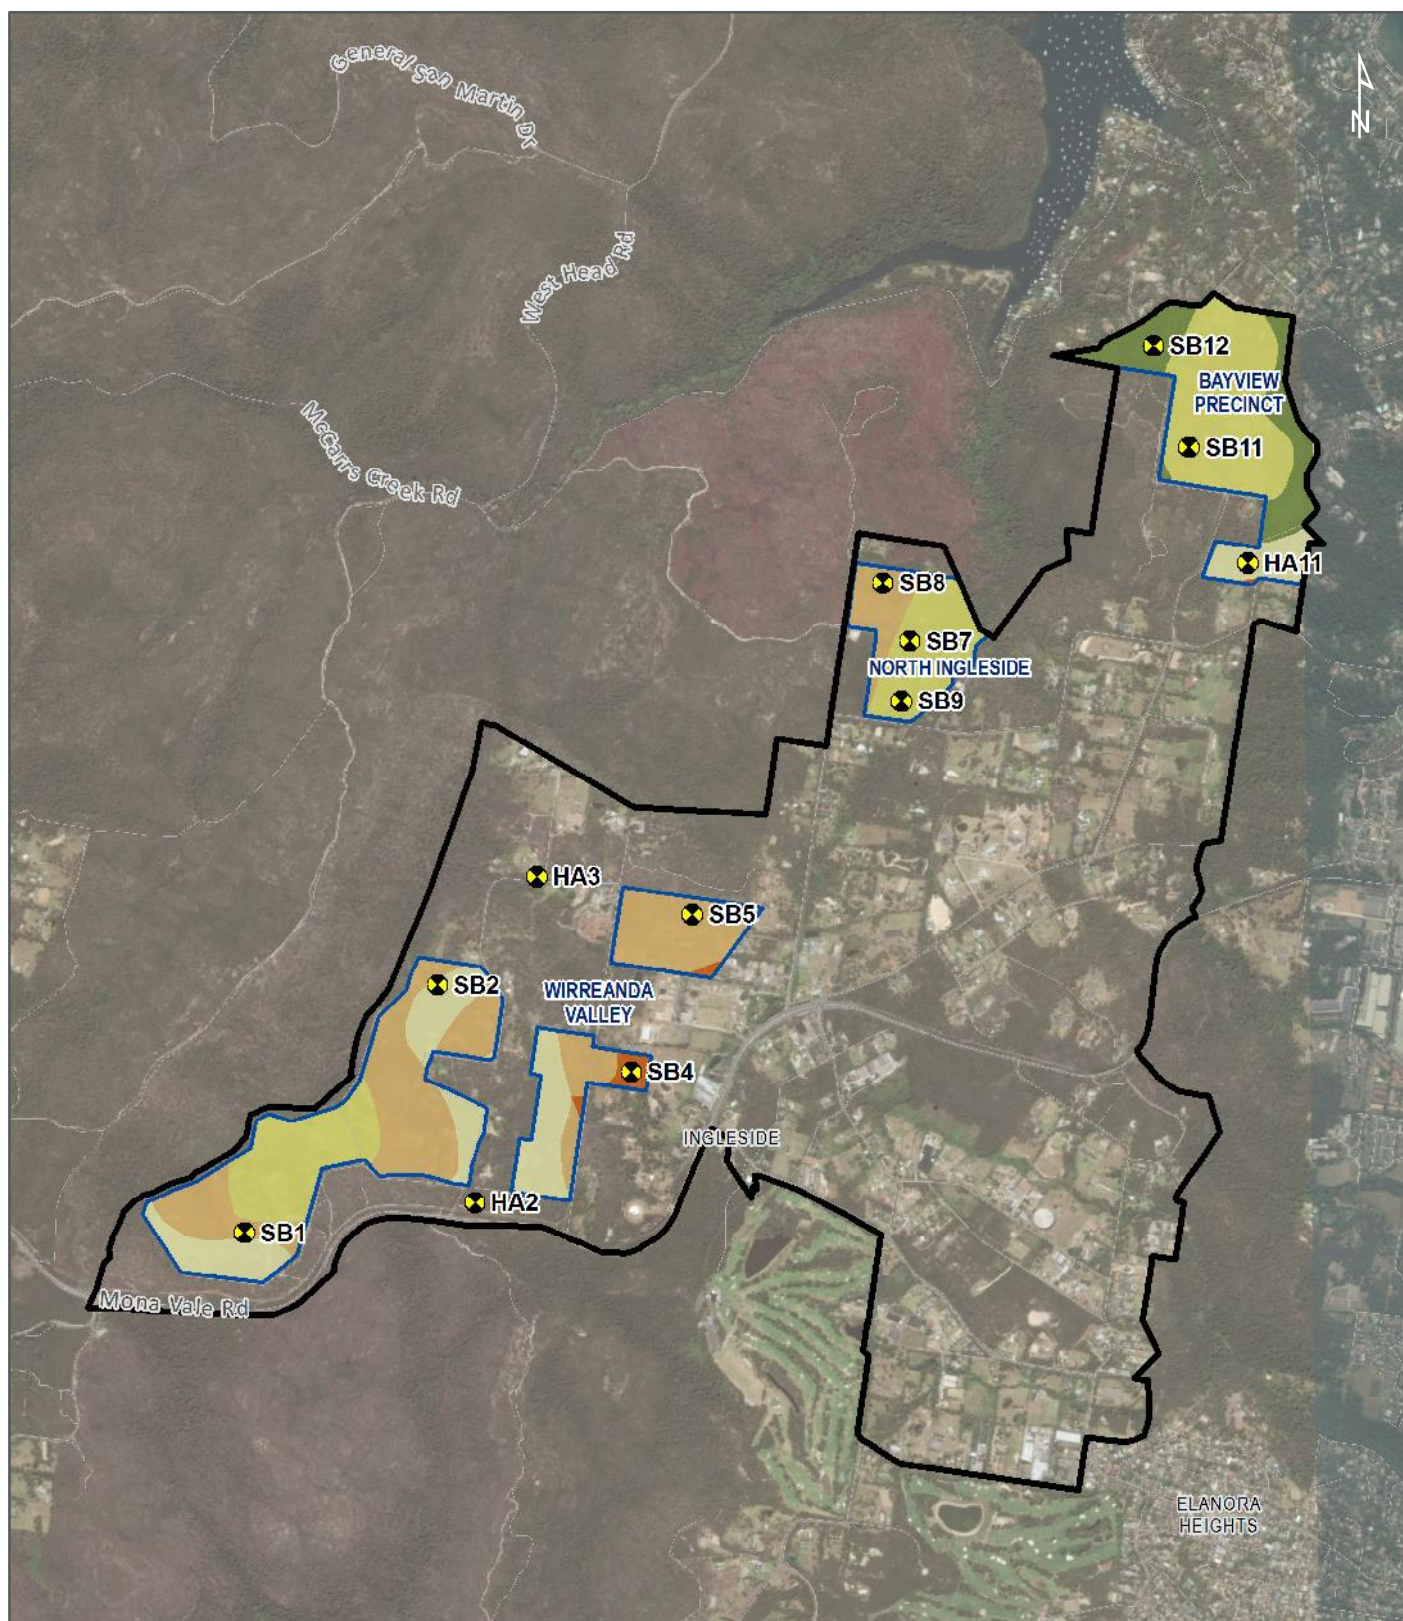 General San Martin Dr
N
West Head Rd
SB12
BAYVIEW
PRECINCT
McCarrs Creek Rd
SB11
HA11
SB8
SB7
NORTH INGLESIDE
SB9
HA3
SB5
SB2
WIRREANDA
VALLEY
SB4
INGLESIDE
HA2
SB1
Mona Vale Rd
ELANORA
HEIGHTS